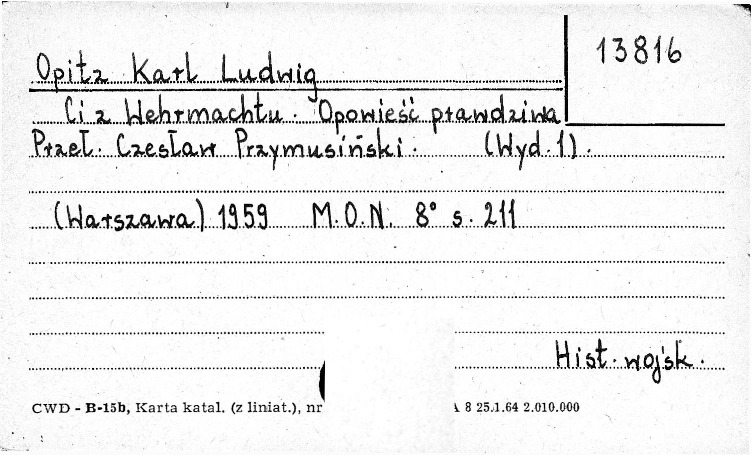 13816
Opitz Karl Ludwig
Ci z Wehrmachtu. Opowieść prawdziwa
Przeł. Czesław Przymusiński. (Wyd. 1).
(Warszawa) 1959 M.O.N. 8° s. 211
Hist. wojsk.
CWD - B-15b, Karta katal. (z liniat.), nr A 8 25.1.64 2.010.000